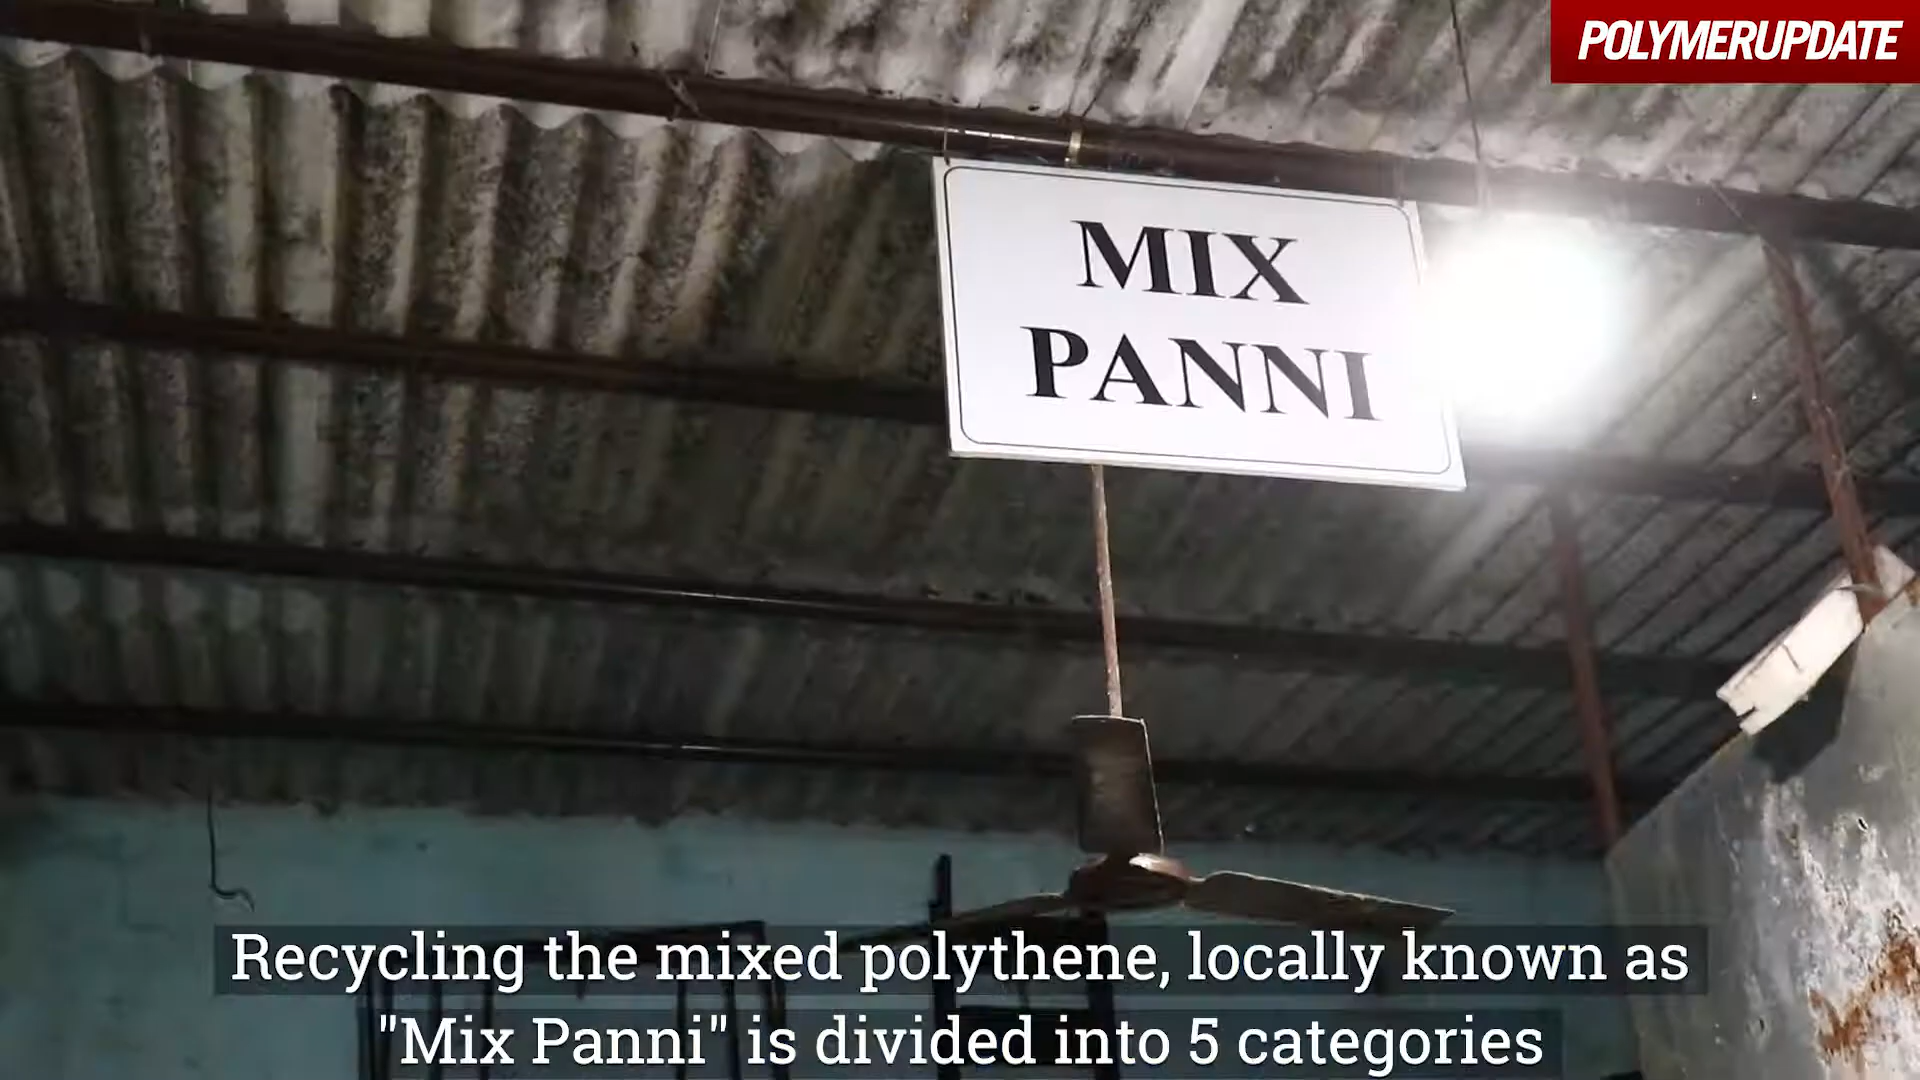 POLYMERUPDATE
MIX
PANNI
Recycling the mixed polythene, locally known as
"Mix Panni" is divided into 5 categories